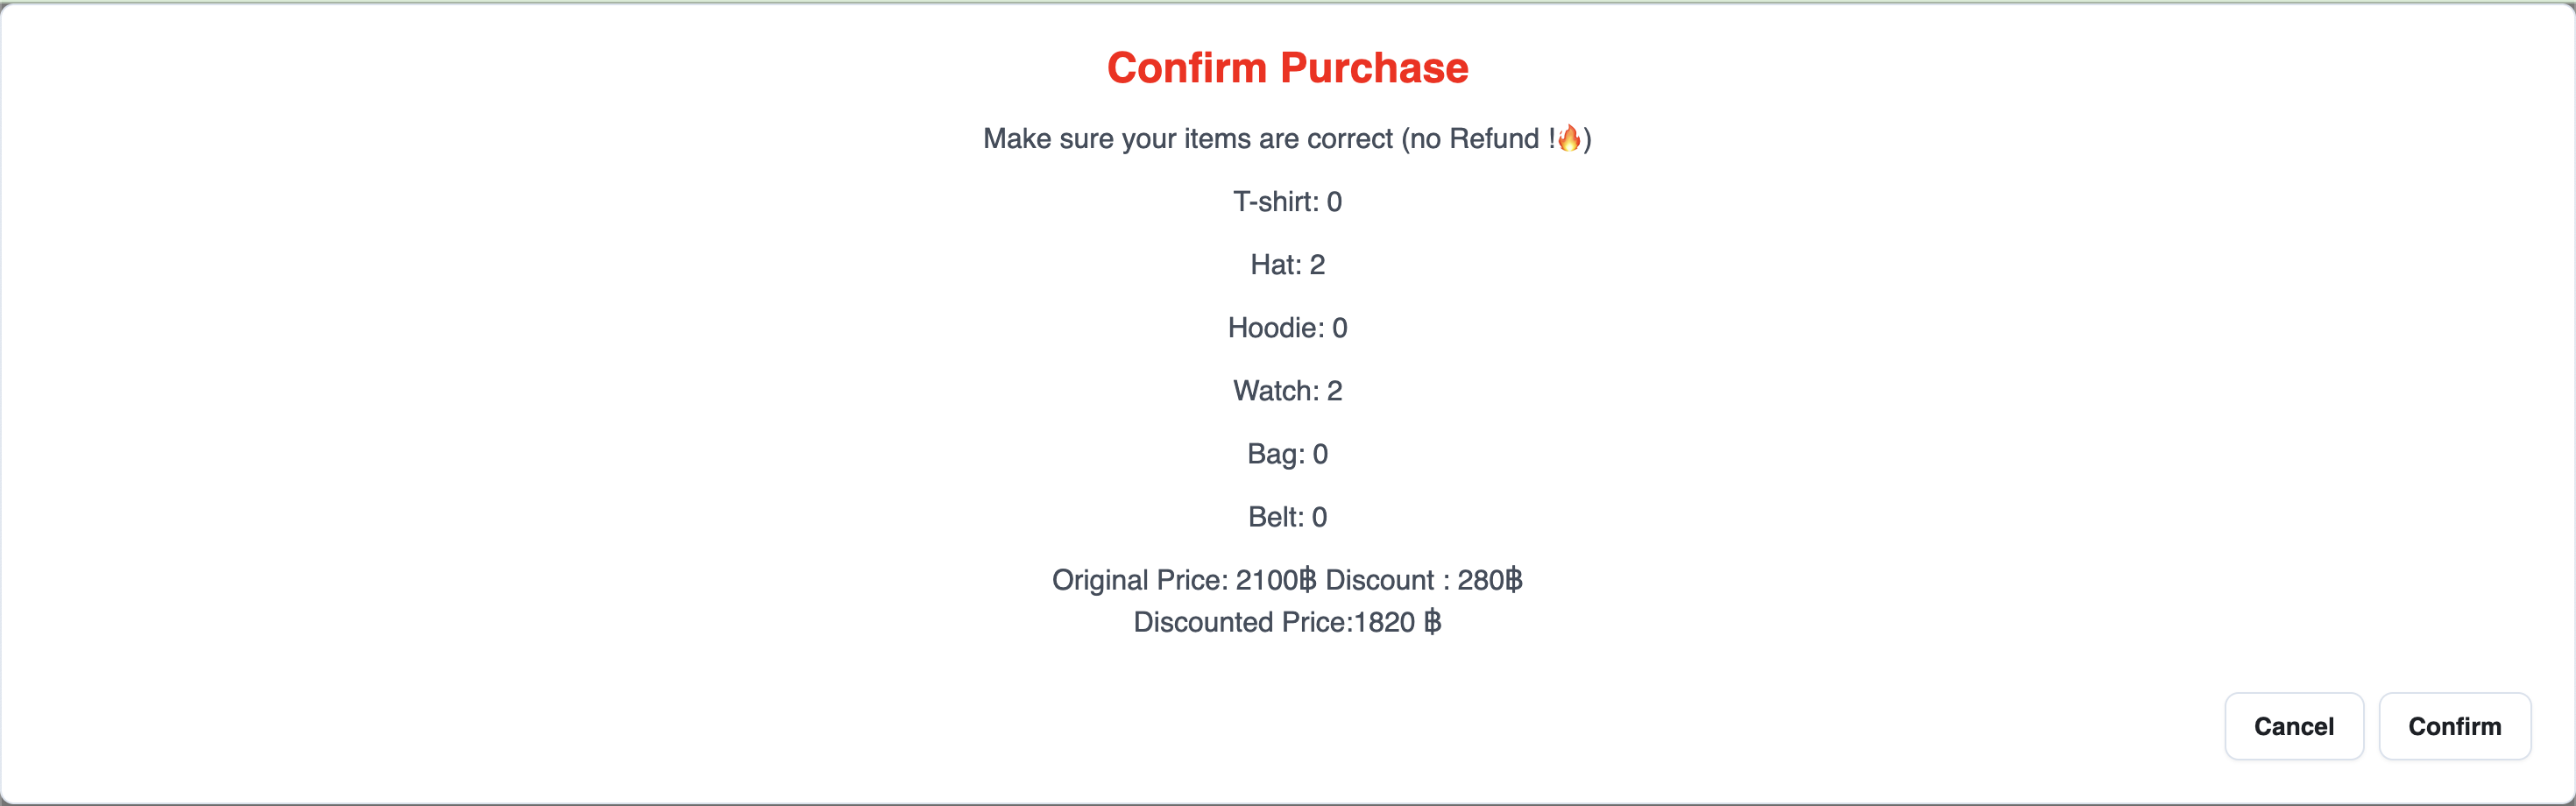 Confirm Purchase
Make sure your items are correct (no Refund !🔥)
T-shirt: 0
Hat: 2
Hoodie: 0
Watch: 2
Bag: 0
Belt: 0
Original Price: 2100฿ Discount : 280฿
Discounted Price:1820 ฿
Cancel Confirm